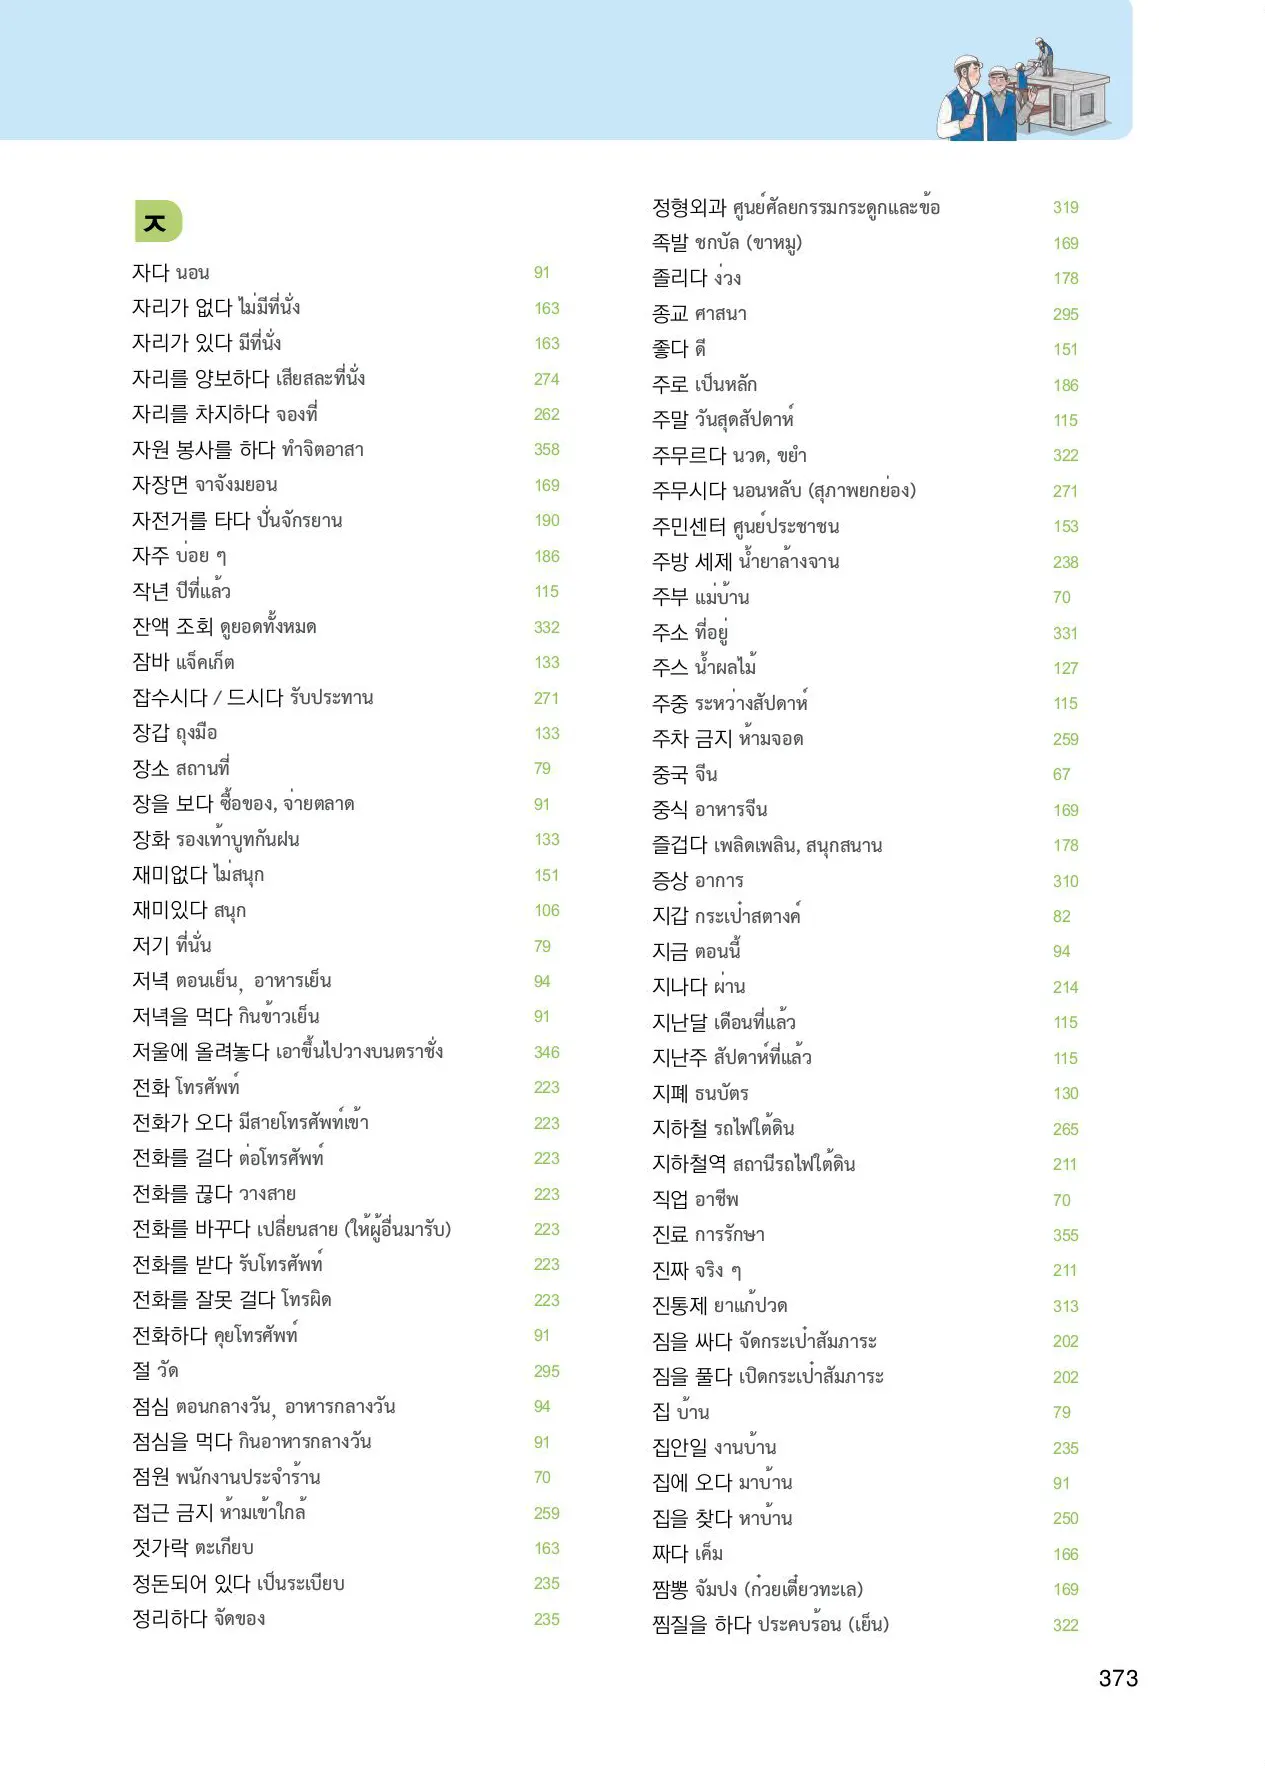 ㅈ
자다 นอน 91
자리가 없다 ไม่มีที่นั่ง 163
자리가 있다 มีที่นั่ง 163
자리를 양보하다 เสียสละที่นั่ง 274
자리를 차지하다 จองที่ 262
자원 봉사를 하다 ทำจิตอาสา 358
자장면 จาจังมยอน 169
자전거를 타다 ปั่นจักรยาน 190
자주 บ่อย ๆ 186
작년 ปีที่แล้ว 115
잔액 조회 ดูยอดทั้งหมด 332
잠바 แจ็คเก็ต 133
잡수시다 / 드시다 รับประทาน 271
장갑 ถุงมือ 133
장소 สถานที่ 79
장을 보다 ซื้อของ, จ่ายตลาด 91
장화 รองเท้าบูทกันฝน 133
재미없다 ไม่สนุก 151
재미있다 สนุก 106
저기 ที่นั่น 79
저녁 ตอนเย็น, อาหารเย็น 94
저녁을 먹다 กินข้าวเย็น 91
저울에 올려놓다 เอาขึ้นไปวางบนตราชั่ง 346
전화 โทรศัพท์ 223
전화가 오다 มีสายโทรศัพท์เข้า 223
전화를 걸다 ต่อโทรศัพท์ 223
전화를 끊다 วางสาย 223
전화를 바꾸다 เปลี่ยนสาย (ให้ผู้อื่นมารับ) 223
전화를 받다 รับโทรศัพท์ 223
전화를 잘못 걸다 โทรผิด 223
전화하다 คุยโทรศัพท์ 91
절 วัด 295
점심 ตอนกลางวัน, อาหารกลางวัน 94
점심을 먹다 กินอาหารกลางวัน 91
점원 พนักงานประจำร้าน 70
접근 금지 ห้ามเข้าใกล้ 259
젓가락 ตะเกียบ 163
정돈되어 있다 เป็นระเบียบ 235
정리하다 จัดของ 235
정형외과 ศูนย์ศัลยกรรมกระดูกและข้อ 319
족발 ชกบัล (ขาหมู) 169
졸리다 ง่วง 178
종교 ศาสนา 295
좋다 ดี 151
주로 เป็นหลัก 186
주말 วันสุดสัปดาห์ 115
주무르다 นวด, ขยำ 322
주무시다 นอนหลับ (สุภาพยกย่อง) 271
주민센터 ศูนย์ประชาชน 153
주방 세제 น้ำยาล้างจาน 238
주부 แม่บ้าน 70
주소 ที่อยู่ 331
주스 น้ำผลไม้ 127
주중 ระหว่างสัปดาห์ 115
주차 금지 ห้ามจอด 259
중국 จีน 67
중식 อาหารจีน 169
즐겁다 เพลิดเพลิน, สนุกสนาน 178
증상 อาการ 310
지갑 กระเป๋าสตางค์ 82
지금 ตอนนี้ 94
지나다 ผ่าน 214
지난달 เดือนที่แล้ว 115
지난주 สัปดาห์ที่แล้ว 115
지폐 ธนบัตร 130
지하철 รถไฟใต้ดิน 265
지하철역 สถานีรถไฟใต้ดิน 211
직업 อาชีพ 70
진료 การรักษา 355
진짜 จริง ๆ 211
진통제 ยาแก้ปวด 313
짐을 싸다 จัดกระเป๋าสัมภาระ 202
짐을 풀다 เปิดกระเป๋าสัมภาระ 202
집 บ้าน 79
집안일 งานบ้าน 235
집에 오다 มาบ้าน 91
집을 찾다 หาบ้าน 250
짜다 เค็ม 166
짬뽕 จัมปง (ก๋วยเตี๋ยวทะเล) 169
찜질을 하다 ประคบร้อน (เย็น) 322
373